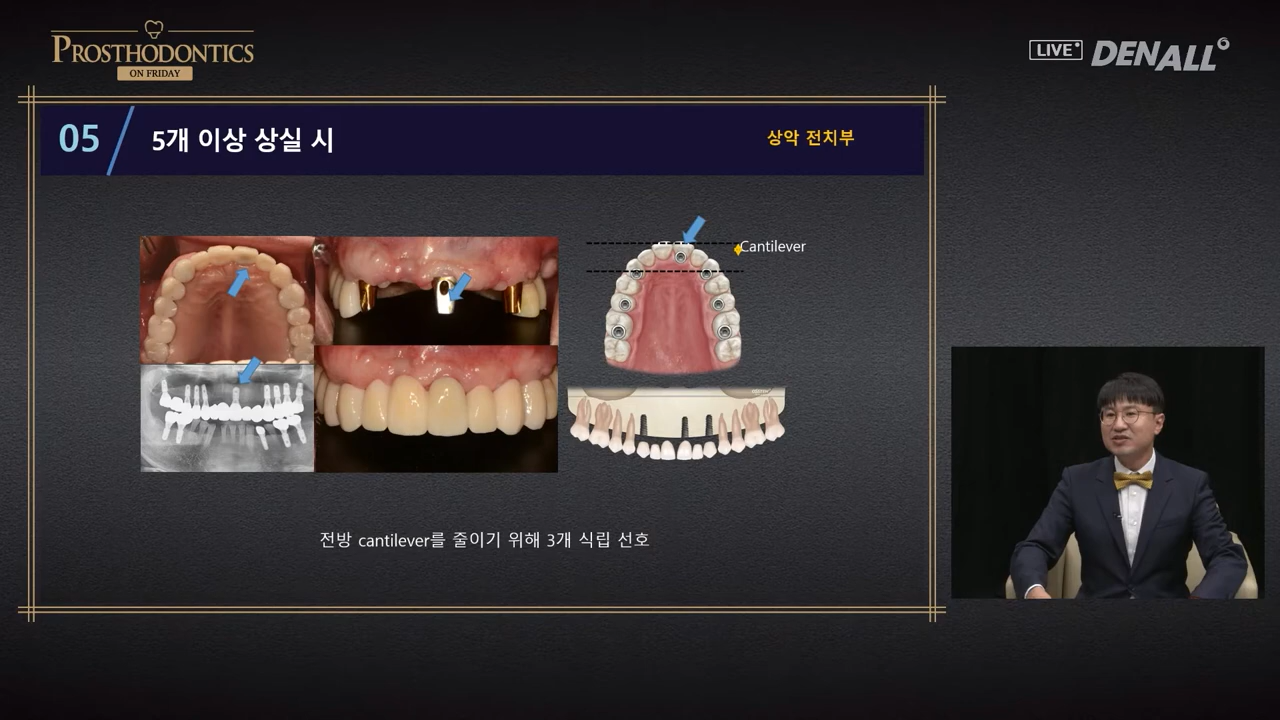 PROSTHODONTICS
ON FRIDAY
LIVE
DENALL
05
5개 이상 상실 시
상악 전치부
Cantilever
전방 cantilever를 줄이기 위해 3개 식립 선호